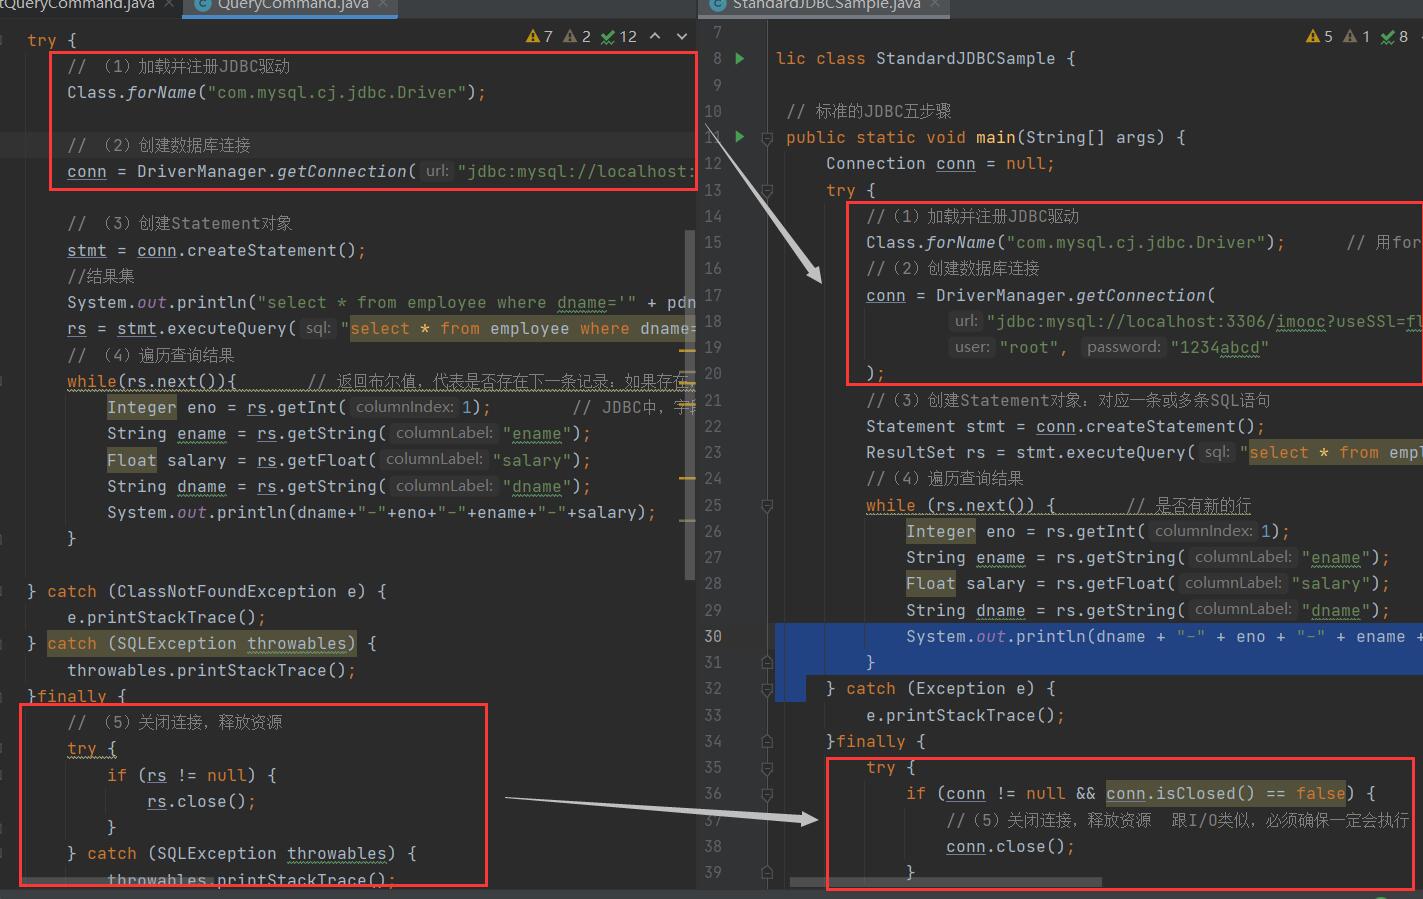 QueryCommand.java
QueryCommand.java
try {
7 2 12
// （1）加载并注册JDBC驱动
Class.forName("com.mysql.cj.jdbc.Driver");
// （2）创建数据库连接
conn = DriverManager.getConnection( url: "jdbc:mysql://localhost:
// （3）创建Statement对象
stmt = conn.createStatement();
//结果集
System.out.println("select * from employee where dname='" + pdn
rs = stmt.executeQuery( sql: "select * from employee where dname=
// （4）遍历查询结果
while(rs.next()){ // 返回布尔值，代表是否存在下一条记录：如果存在
Integer eno = rs.getInt( columnIndex: 1); // JDBC中，字
String ename = rs.getString( columnLabel: "ename");
Float salary = rs.getFloat( columnLabel: "salary");
String dname = rs.getString( columnLabel: "dname");
System.out.println(dname+"-"+eno+"-"+ename+"-"+salary);
}
} catch (ClassNotFoundException e) {
e.printStackTrace();
} catch (SQLException throwables) {
throwables.printStackTrace();
}finally {
// （5）关闭连接，释放资源
try {
if (rs != null) {
rs.close();
}
} catch (SQLException throwables) {
throwables.printStackTrace();
StandardJDBCSample.java
5 1 8
7
8 lic class StandardJDBCSample {
9
10 // 标准的JDBC五步骤
11 public static void main(String[] args) {
12 Connection conn = null;
13 try {
14 //（1）加载并注册JDBC驱动
15 Class.forName("com.mysql.cj.jdbc.Driver"); // 用for
16 //（2）创建数据库连接
17 conn = DriverManager.getConnection(
18 url: "jdbc:mysql://localhost:3306/imooc?useSSl=fl
19 user: "root", password: "1234abcd"
20 );
21 //（3）创建Statement对象：对应一条或多条SQL语句
22 Statement stmt = conn.createStatement();
23 ResultSet rs = stmt.executeQuery( sql: "select * from empl
24 //（4）遍历查询结果
25 while (rs.next()) { // 是否有新的行
26 Integer eno = rs.getInt( columnIndex: 1);
27 String ename = rs.getString( columnLabel: "ename");
28 Float salary = rs.getFloat( columnLabel: "salary");
29 String dname = rs.getString( columnLabel: "dname");
30 System.out.println(dname + "-" + eno + "-" + ename +
31 }
32 } catch (Exception e) {
33 e.printStackTrace();
34 }finally {
35 try {
36 if (conn != null && conn.isClosed() == false) {
37 //（5）关闭连接，释放资源 跟I/O类似，必须确保一定会执行
38 conn.close();
39 }